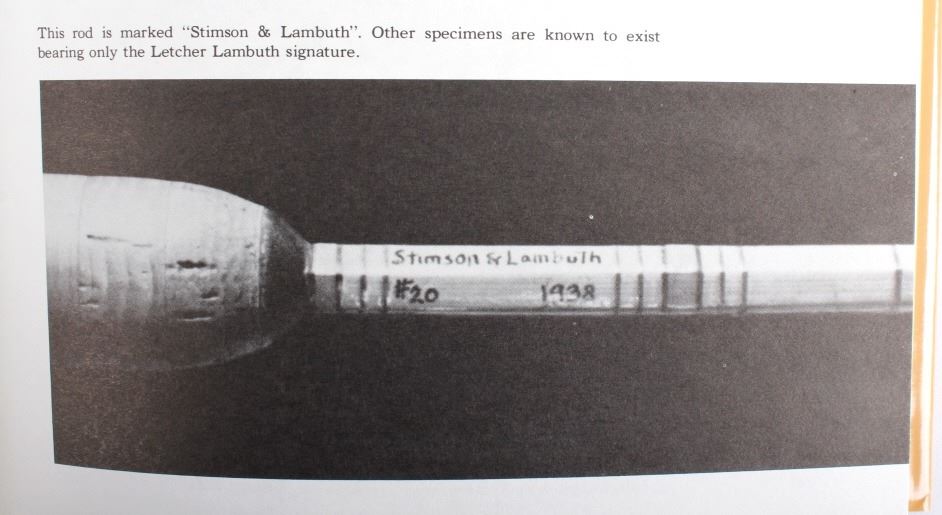 This rod is marked “Stimson & Lambuth”. Other specimens are known to exist
bearing only the Letcher Lambuth signature.
Stimson & Lambuth
#20 1938